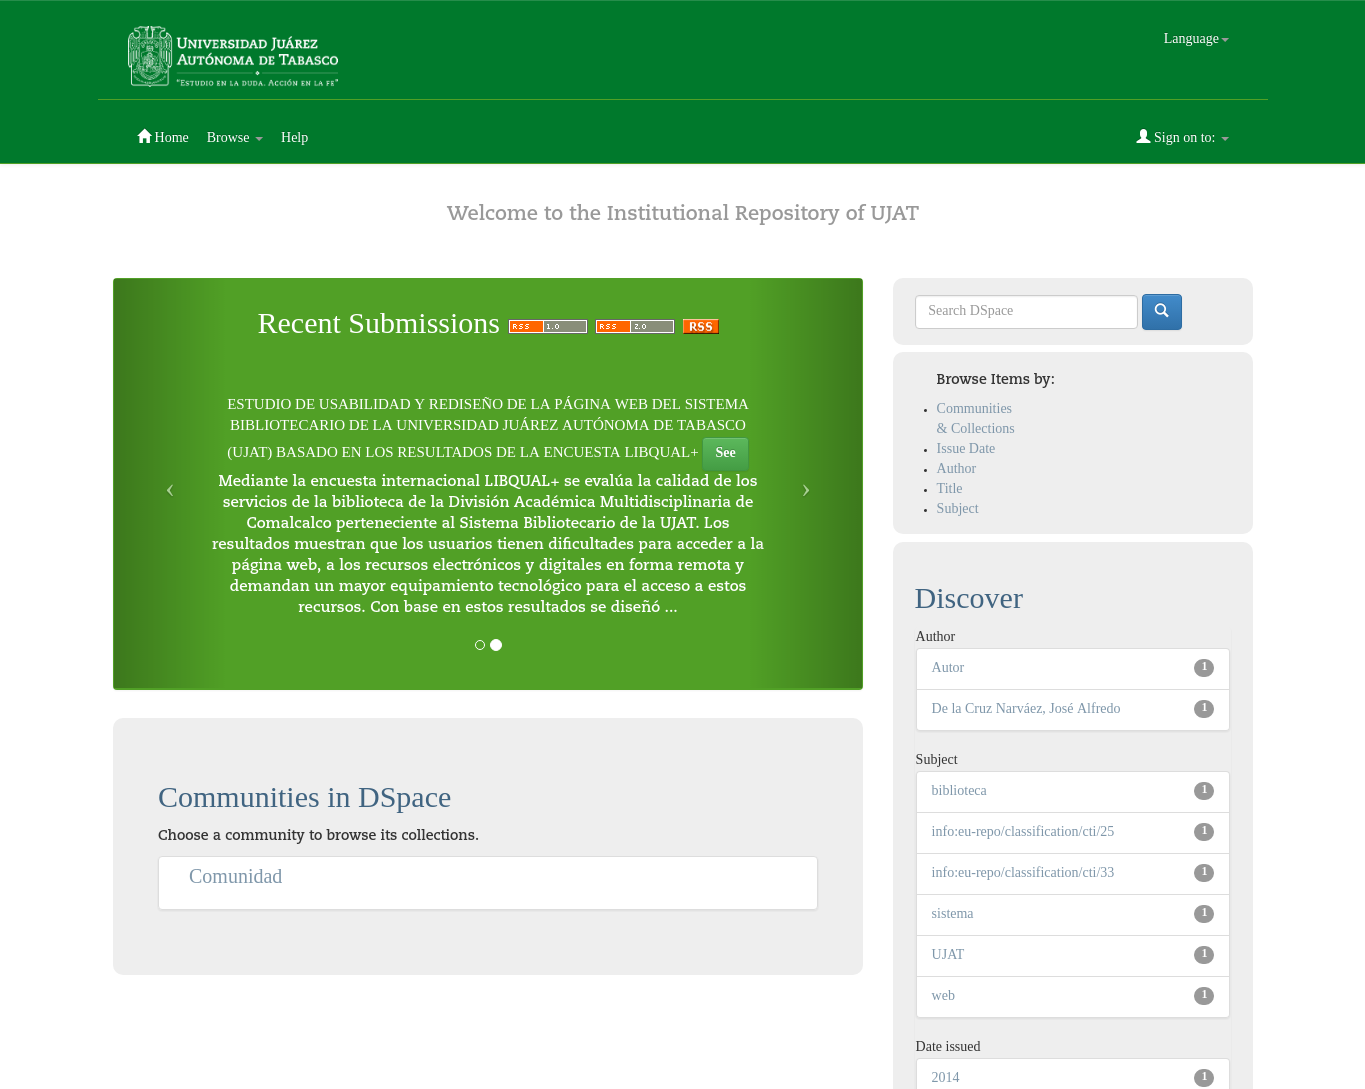 UNIVERSIDAD JUÁREZ
AUTÓNOMA DE TABASCO
"ESTUDIO EN LA DUDA. ACCIÓN EN LA FE"
Language
Home Browse Help
Sign on to:
Welcome to the Institutional Repository of UJAT
Recent Submissions RSS 1.0 RSS 2.0 RSS
ESTUDIO DE USABILIDAD Y REDISEÑO DE LA PÁGINA WEB DEL SISTEMA
BIBLIOTECARIO DE LA UNIVERSIDAD JUÁREZ AUTÓNOMA DE TABASCO
(UJAT) BASADO EN LOS RESULTADOS DE LA ENCUESTA LIBQUAL+ See
Mediante la encuesta internacional LIBQUAL+ se evalúa la calidad de los
servicios de la biblioteca de la División Académica Multidisciplinaria de
Comalcalco perteneciente al Sistema Bibliotecario de la UJAT. Los
resultados muestran que los usuarios tienen dificultades para acceder a la
página web, a los recursos electrónicos y digitales en forma remota y
demandan un mayor equipamiento tecnológico para el acceso a estos
recursos. Con base en estos resultados se diseñó ...
‹
›
Communities in DSpace
Choose a community to browse its collections.
Comunidad
Search DSpace
Browse Items by:
Communities
& Collections
Issue Date
Author
Title
Subject
Discover
Author
Autor 1
De la Cruz Narváez, José Alfredo 1
Subject
biblioteca 1
info:eu-repo/classification/cti/25 1
info:eu-repo/classification/cti/33 1
sistema 1
UJAT 1
web 1
Date issued
2014 1